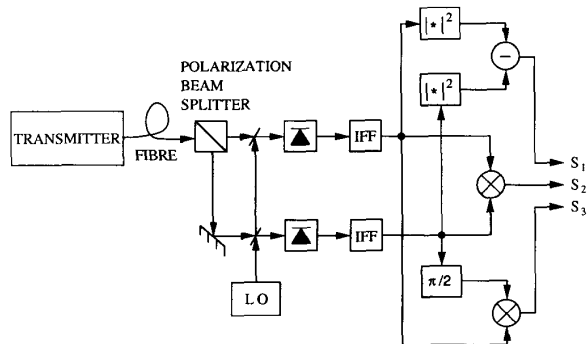 |*|²
POLARIZATION
BEAM
SPLITTER
|*|²
TRANSMITTER
FIBRE
IFF
S₁
S₂
S₃
IFF
LO
π/2